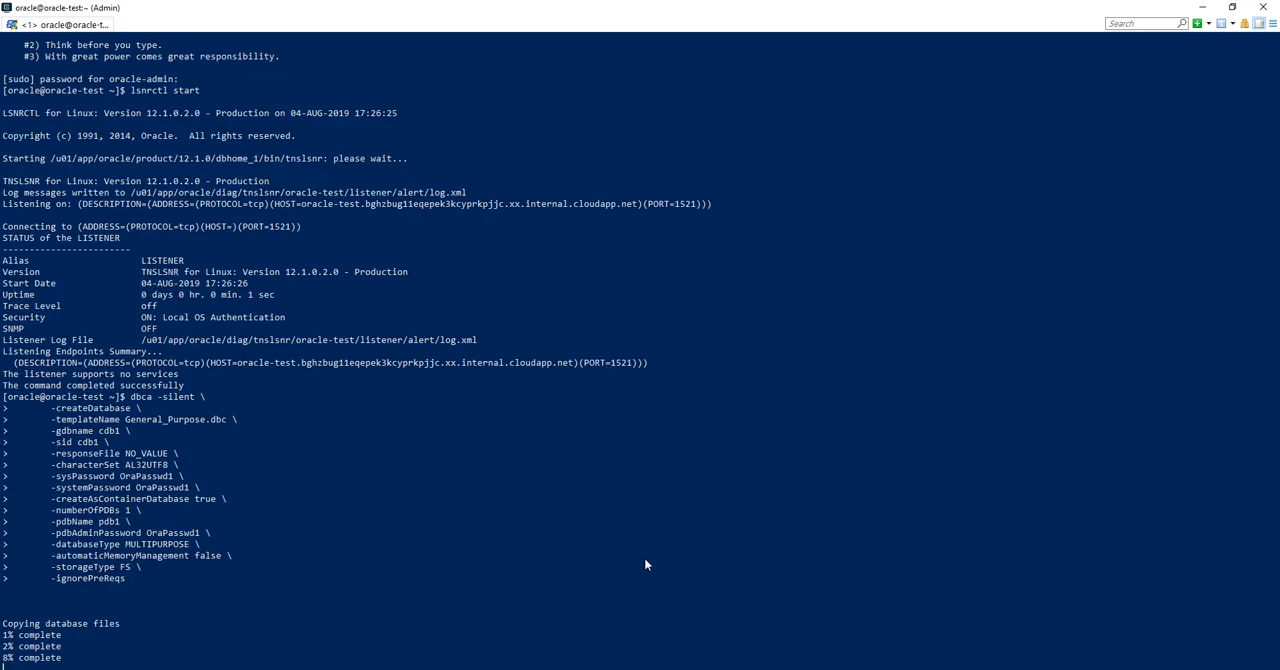 oracle@oracle-test:~ (Admin)
<1> oracle@oracle-t...
Search
#2) Think before you type.
#3) With great power comes great responsibility.
[sudo] password for oracle-admin:
[oracle@oracle-test ~]$ lsnrctl start
LSNRCTL for Linux: Version 12.1.0.2.0 - Production on 04-AUG-2019 17:26:25
Copyright (c) 1991, 2014, Oracle.  All rights reserved.
Starting /u01/app/oracle/product/12.1.0/dbhome_1/bin/tnslsnr: please wait...
TNSLSNR for Linux: Version 12.1.0.2.0 - Production
Log messages written to /u01/app/oracle/diag/tnslsnr/oracle-test/listener/alert/log.xml
Listening on: (DESCRIPTION=(ADDRESS=(PROTOCOL=tcp)(HOST=oracle-test.bghzbug11eqepek3kcyprkpjjc.xx.internal.cloudapp.net)(PORT=1521)))
Connecting to (ADDRESS=(PROTOCOL=tcp)(HOST=)(PORT=1521))
STATUS of the LISTENER
------------------------
Alias                     LISTENER
Version                   TNSLSNR for Linux: Version 12.1.0.2.0 - Production
Start Date                04-AUG-2019 17:26:26
Uptime                    0 days 0 hr. 0 min. 1 sec
Trace Level               off
Security                  ON: Local OS Authentication
SNMP                      OFF
Listener Log File         /u01/app/oracle/diag/tnslsnr/oracle-test/listener/alert/log.xml
Listening Endpoints Summary...
(DESCRIPTION=(ADDRESS=(PROTOCOL=tcp)(HOST=oracle-test.bghzbug11eqepek3kcyprkpjjc.xx.internal.cloudapp.net)(PORT=1521)))
The listener supports no services
The command completed successfully
[oracle@oracle-test ~]$ dbca -silent \
>        -createDatabase \
>        -templateName General_Purpose.dbc \
>        -gdbname cdb1 \
>        -sid cdb1 \
>        -responseFile NO_VALUE \
>        -characterSet AL32UTF8 \
>        -sysPassword OraPasswd1 \
>        -systemPassword OraPasswd1 \
>        -createAsContainerDatabase true \
>        -numberOfPDBs 1 \
>        -pdbName pdb1 \
>        -pdbAdminPassword OraPasswd1 \
>        -databaseType MULTIPURPOSE \
>        -automaticMemoryManagement false \
>        -storageType FS \
>        -ignorePreReqs
Copying database files
1% complete
2% complete
8% complete